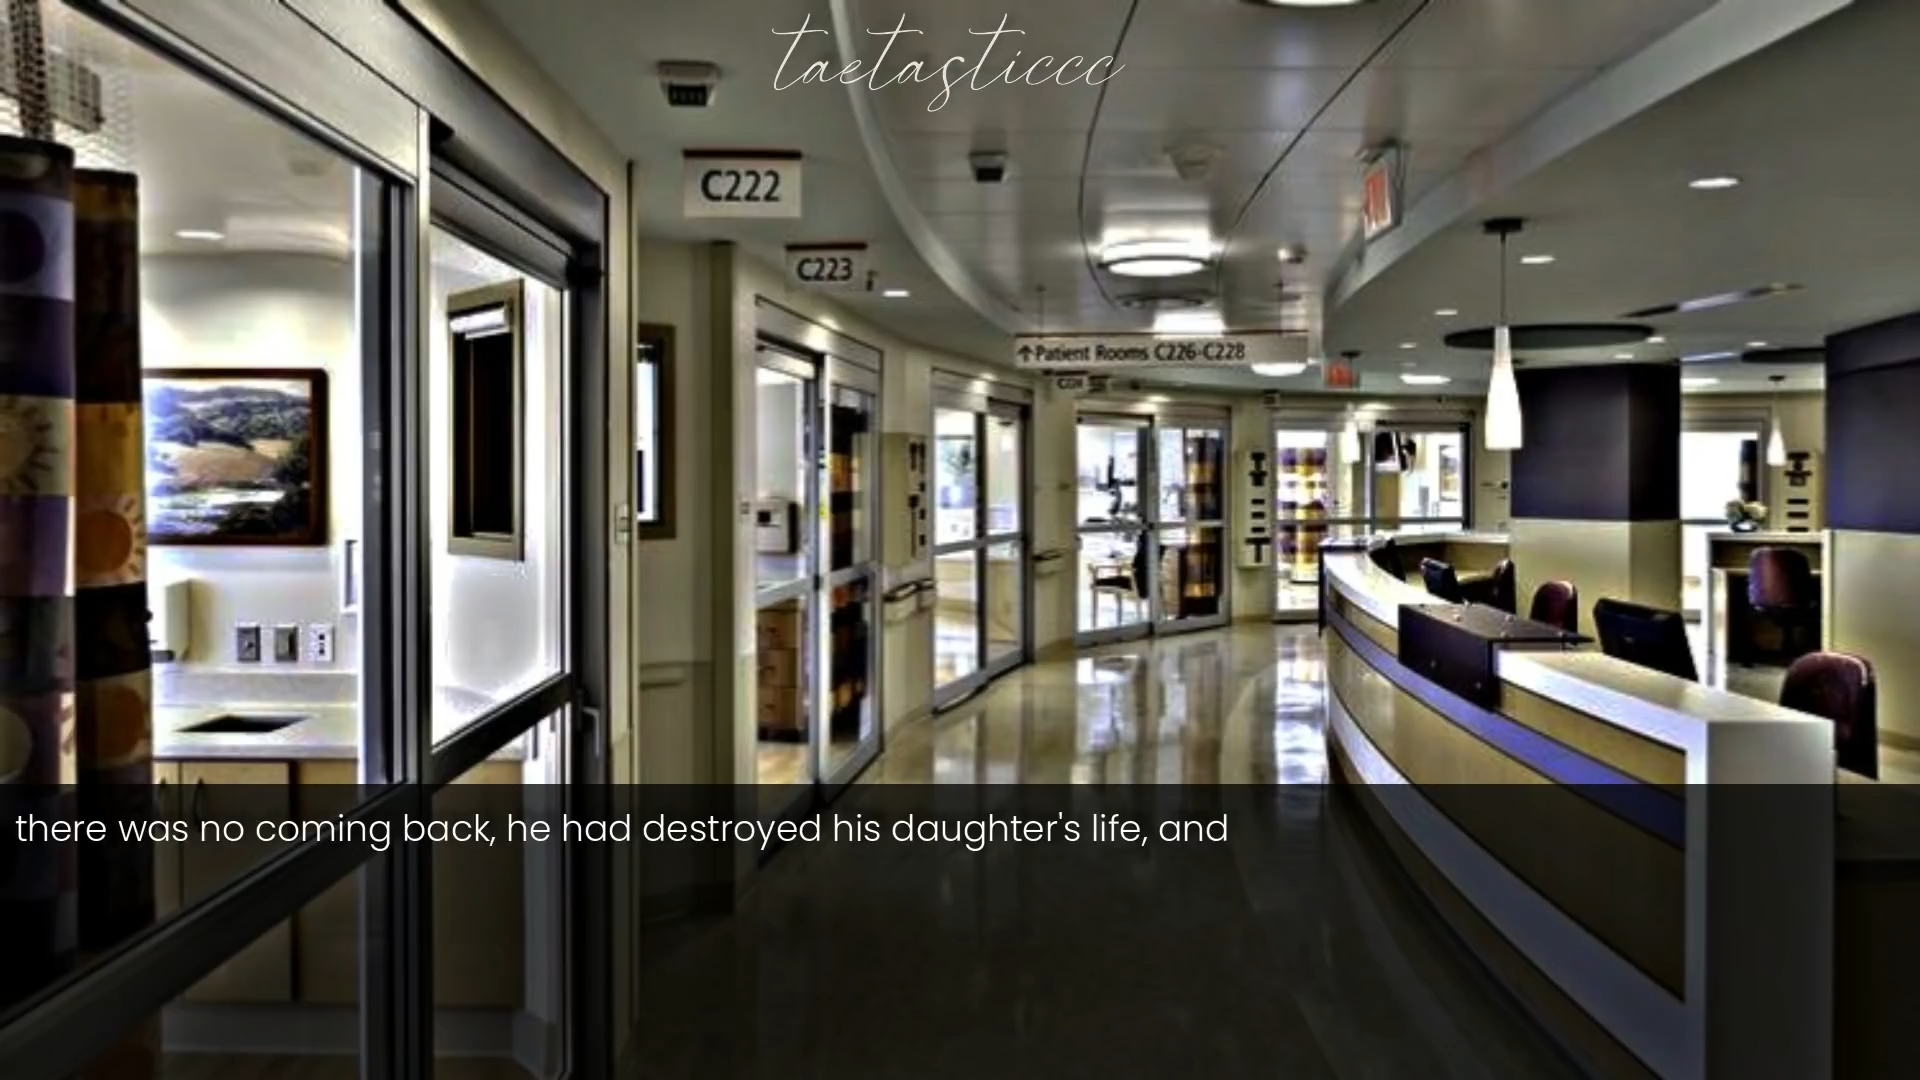 taetasticcc
C222
C223
↑Patient Rooms C226-C228
EXIT
there was no coming back, he had destroyed his daughter's life, and